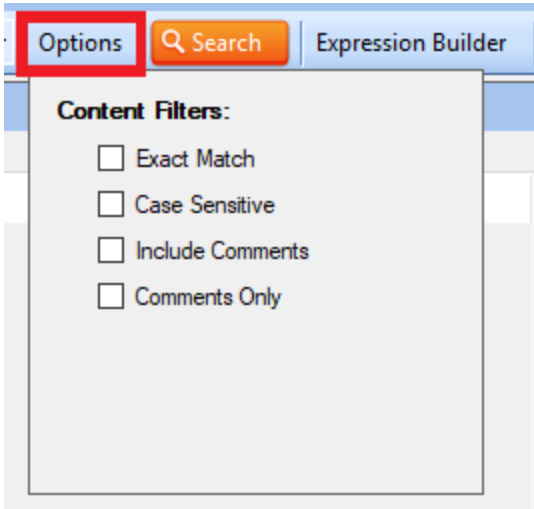 Options Search Expression Builder
Content Filters:
Exact Match
Case Sensitive
Include Comments
Comments Only